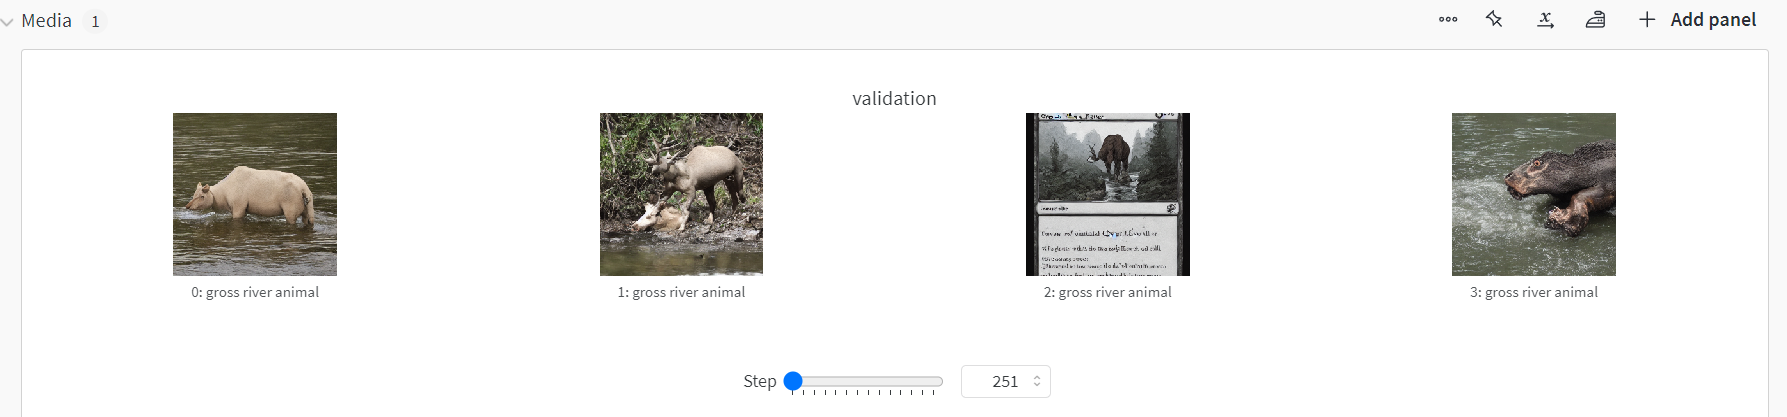 Media 1
Add panel
validation
0: gross river animal
1: gross river animal
2: gross river animal
3: gross river animal
Step 251